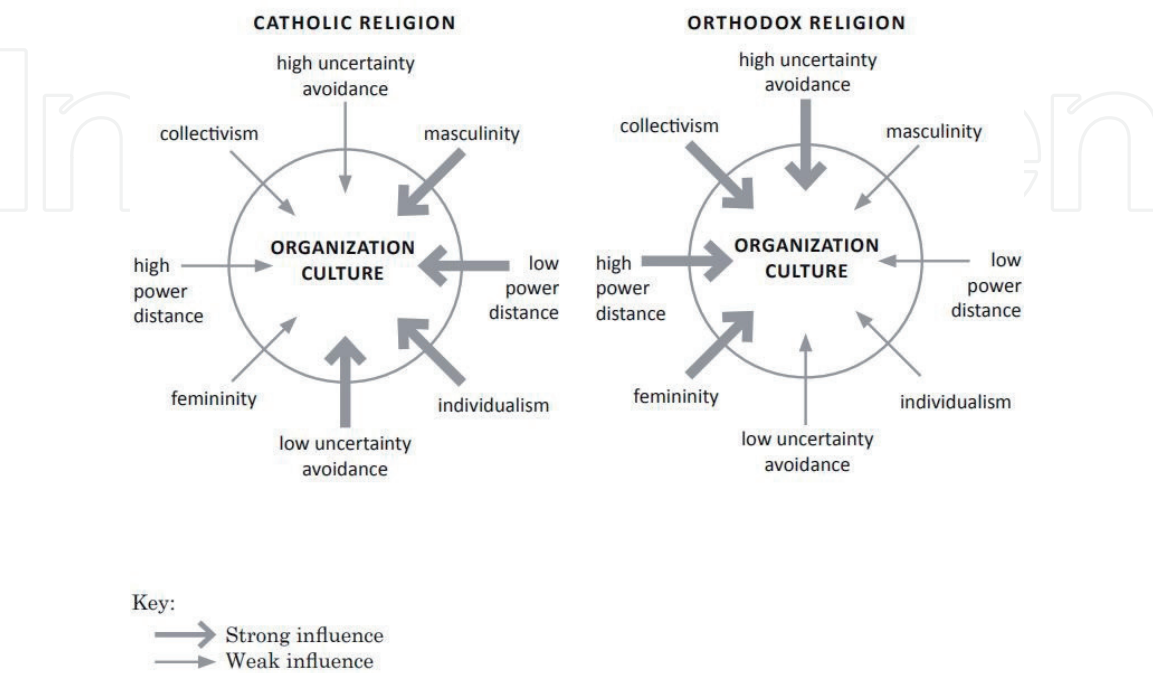 CATHOLIC RELIGION
high uncertainty
avoidance
collectivism
masculinity
ORGANIZATION
CULTURE
high
power
distance
low
power
distance
femininity
individualism
low uncertainty
avoidance
ORTHODOX RELIGION
high uncertainty
avoidance
collectivism
masculinity
ORGANIZATION
CULTURE
high
power
distance
low
power
distance
femininity
individualism
low uncertainty
avoidance
Key:
Strong influence
Weak influence